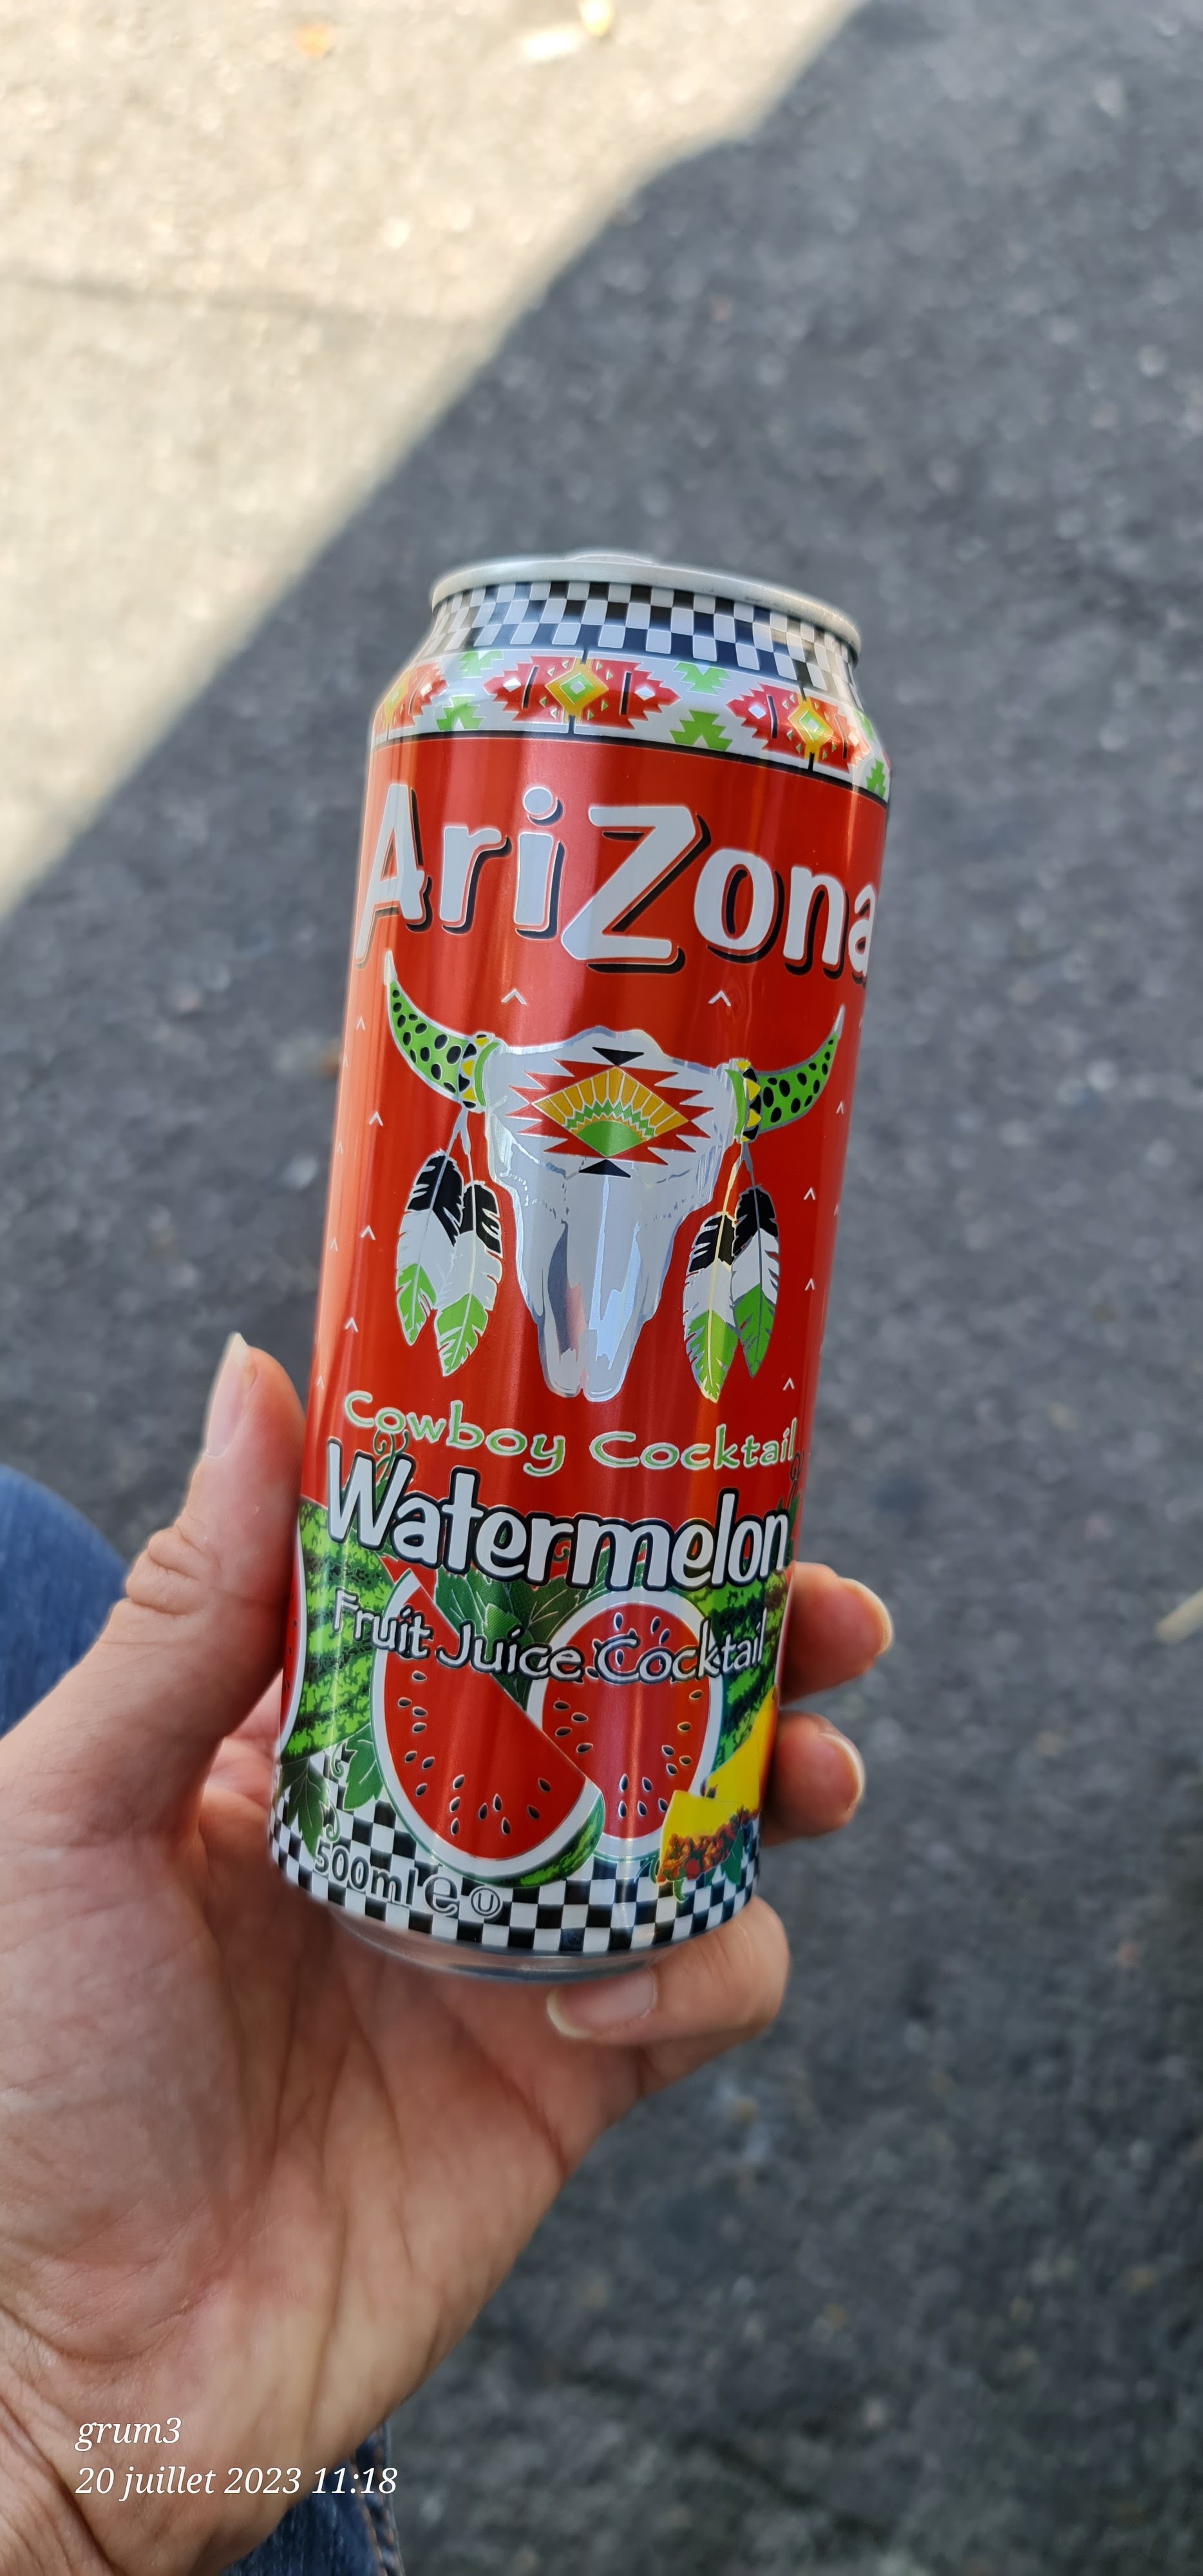 AriZona
Cowboy Cocktail
Watermelon
Fruit Juice Cocktail
500ml e U
grum3
20 juillet 2023 11:18